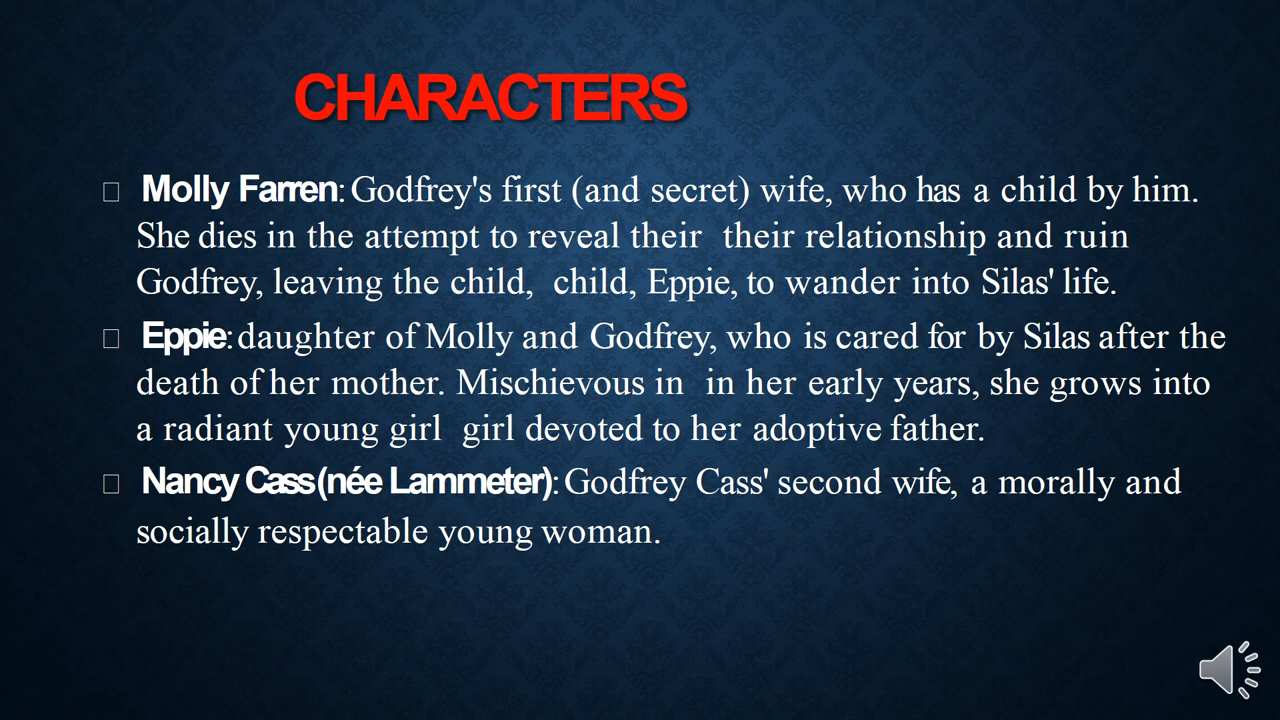 CHARACTERS
Molly Farren: Godfrey's first (and secret) wife, who has a child by him.
She dies in the attempt to reveal their their relationship and ruin
Godfrey, leaving the child, child, Eppie, to wander into Silas' life.
Eppie: daughter of Molly and Godfrey, who is cared for by Silas after the
death of her mother. Mischievous in in her early years, she grows into
a radiant young girl girl devoted to her adoptive father.
Nancy Cass (née Lammeter): Godfrey Cass' second wife, a morally and
socially respectable young woman.